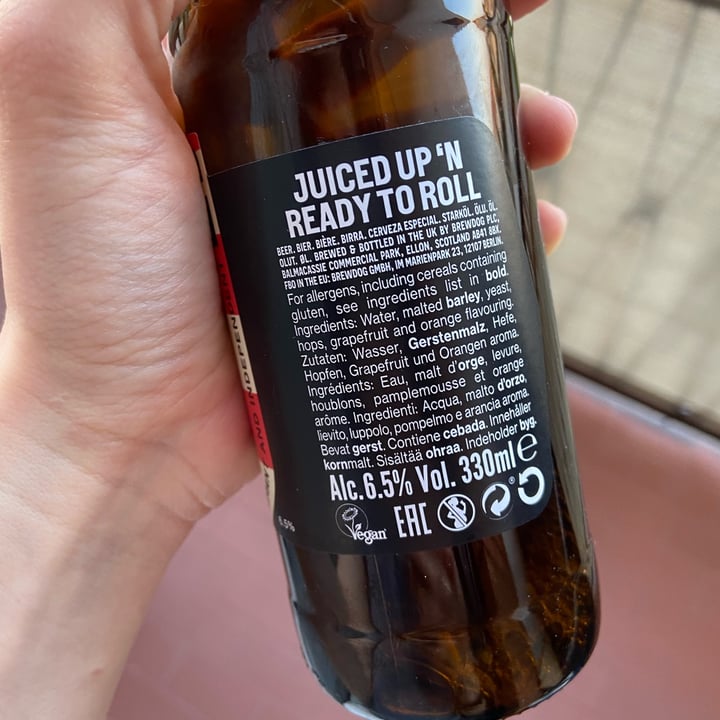 JUICED UP 'N
READY TO ROLL
BEER. BIER. BIÈRE. BIRRA. CERVEZA ESPECIAL. STARKÖL. ÕLU. ÖL.
OLUT. ØL. BREWED & BOTTLED IN THE UK BY BREWDOG PLC,
BALMACASSIE COMMERCIAL PARK, ELLON, SCOTLAND AB41 8BX.
FBO IN THE EU: BREWDOG GMBH, IM MARIENPARK 23, 12107 BERLIN.
For allergens, including cereals containing
gluten, see ingredients list in bold.
Ingredients: Water, malted barley, yeast,
hops, grapefruit and orange flavouring.
Zutaten: Wasser, Gerstenmalz, Hefe,
Hopfen, Grapefruit und Orangen aroma.
Ingrédients: Eau, malt d'orge, levure,
houblons, pamplemousse et orange
arôme. Ingredienti: Acqua, malto d'orzo,
lievito, luppolo, pompelmo e arancia aroma.
Bevat gerst. Contiene cebada. Innehåller
kornmalt. Sisältää ohraa. Indeholder byg.
Alc.6.5% Vol. 330ml e
Vegan
EAC
AND INDEPEN
6.5%